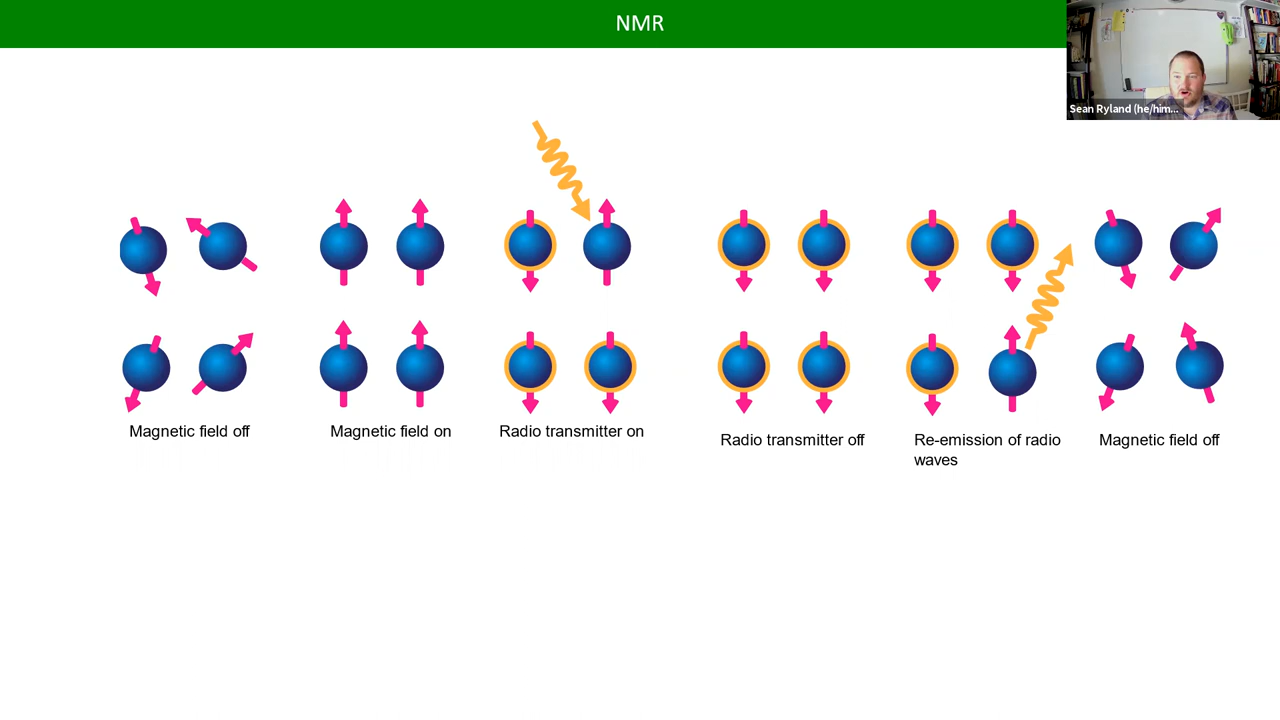 NMR
Sean Ryland (he/him...
Magnetic field off
Magnetic field on
Radio transmitter on
Radio transmitter off
Re-emission of radio
waves
Magnetic field off